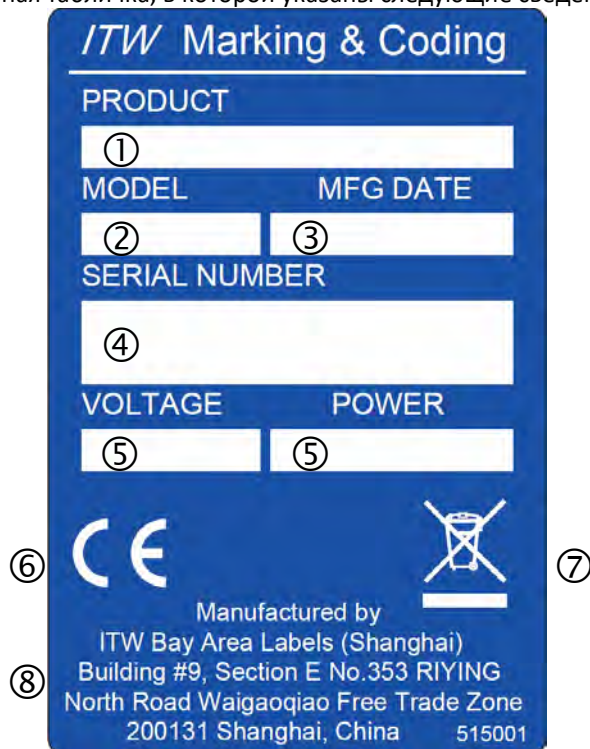 ная табличка, в которой указаны следующие сведен
ITW Marking & Coding
PRODUCT
①
MODEL MFG DATE
② ③
SERIAL NUMBER
④
VOLTAGE POWER
⑤ ⑤
⑥ CE ⑦
Manufactured by
ITW Bay Area Labels (Shanghai)
⑧ Building #9, Section E No.353 RIYING
North Road Waigaoqiao Free Trade Zone
200131 Shanghai, China 515001